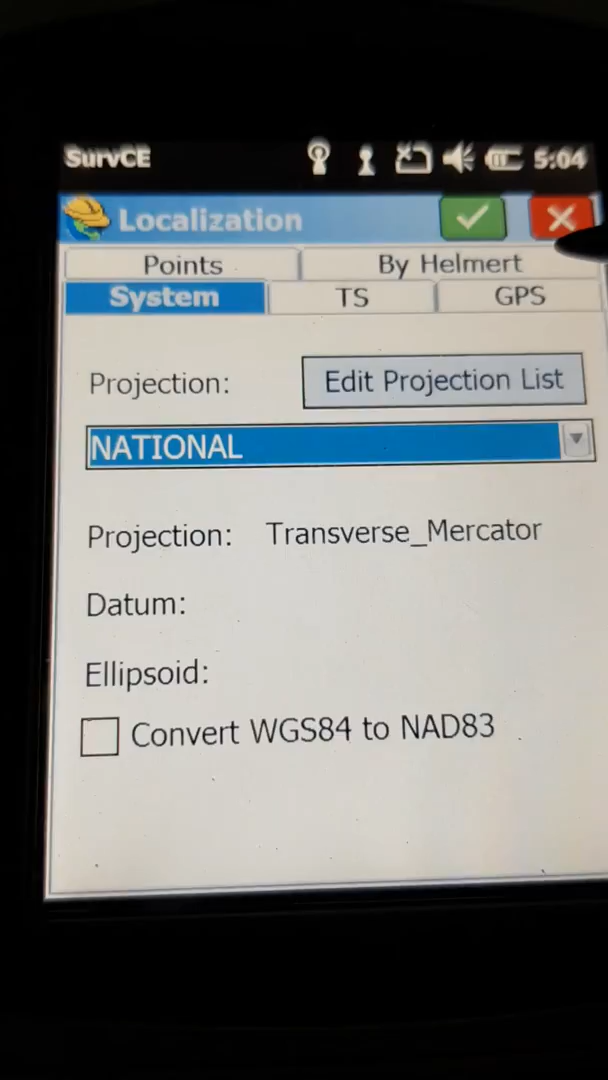 SurvCE 5:04
Localization
Points By Helmert
System TS GPS
Projection: Edit Projection List
NATIONAL
Projection: Transverse_Mercator
Datum:
Ellipsoid:
Convert WGS84 to NAD83